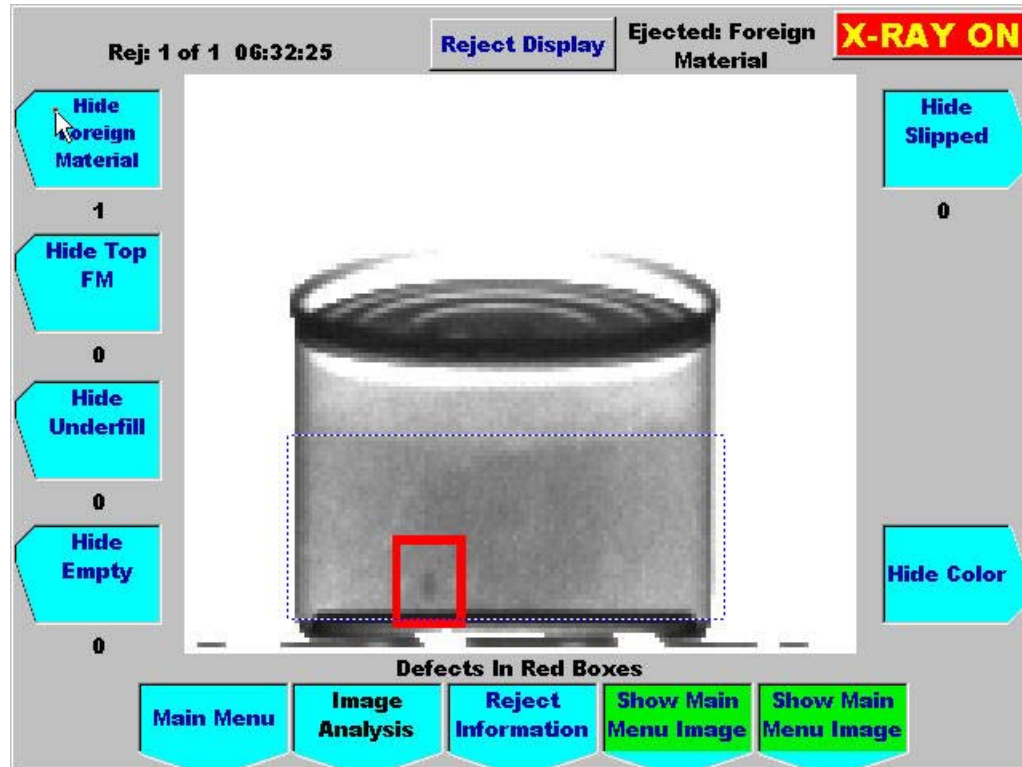 Rej: 1 of 1 06:32:25
Reject Display
Ejected: Foreign
Material
X-RAY ON
Hide
Foreign
Material
1
Hide Top
FM
0
Hide
Underfill
0
Hide
Empty
0
Hide
Slipped
0
Hide Color
Defects In Red Boxes
Main Menu
Image
Analysis
Reject
Information
Show Main
Menu Image
Show Main
Menu Image